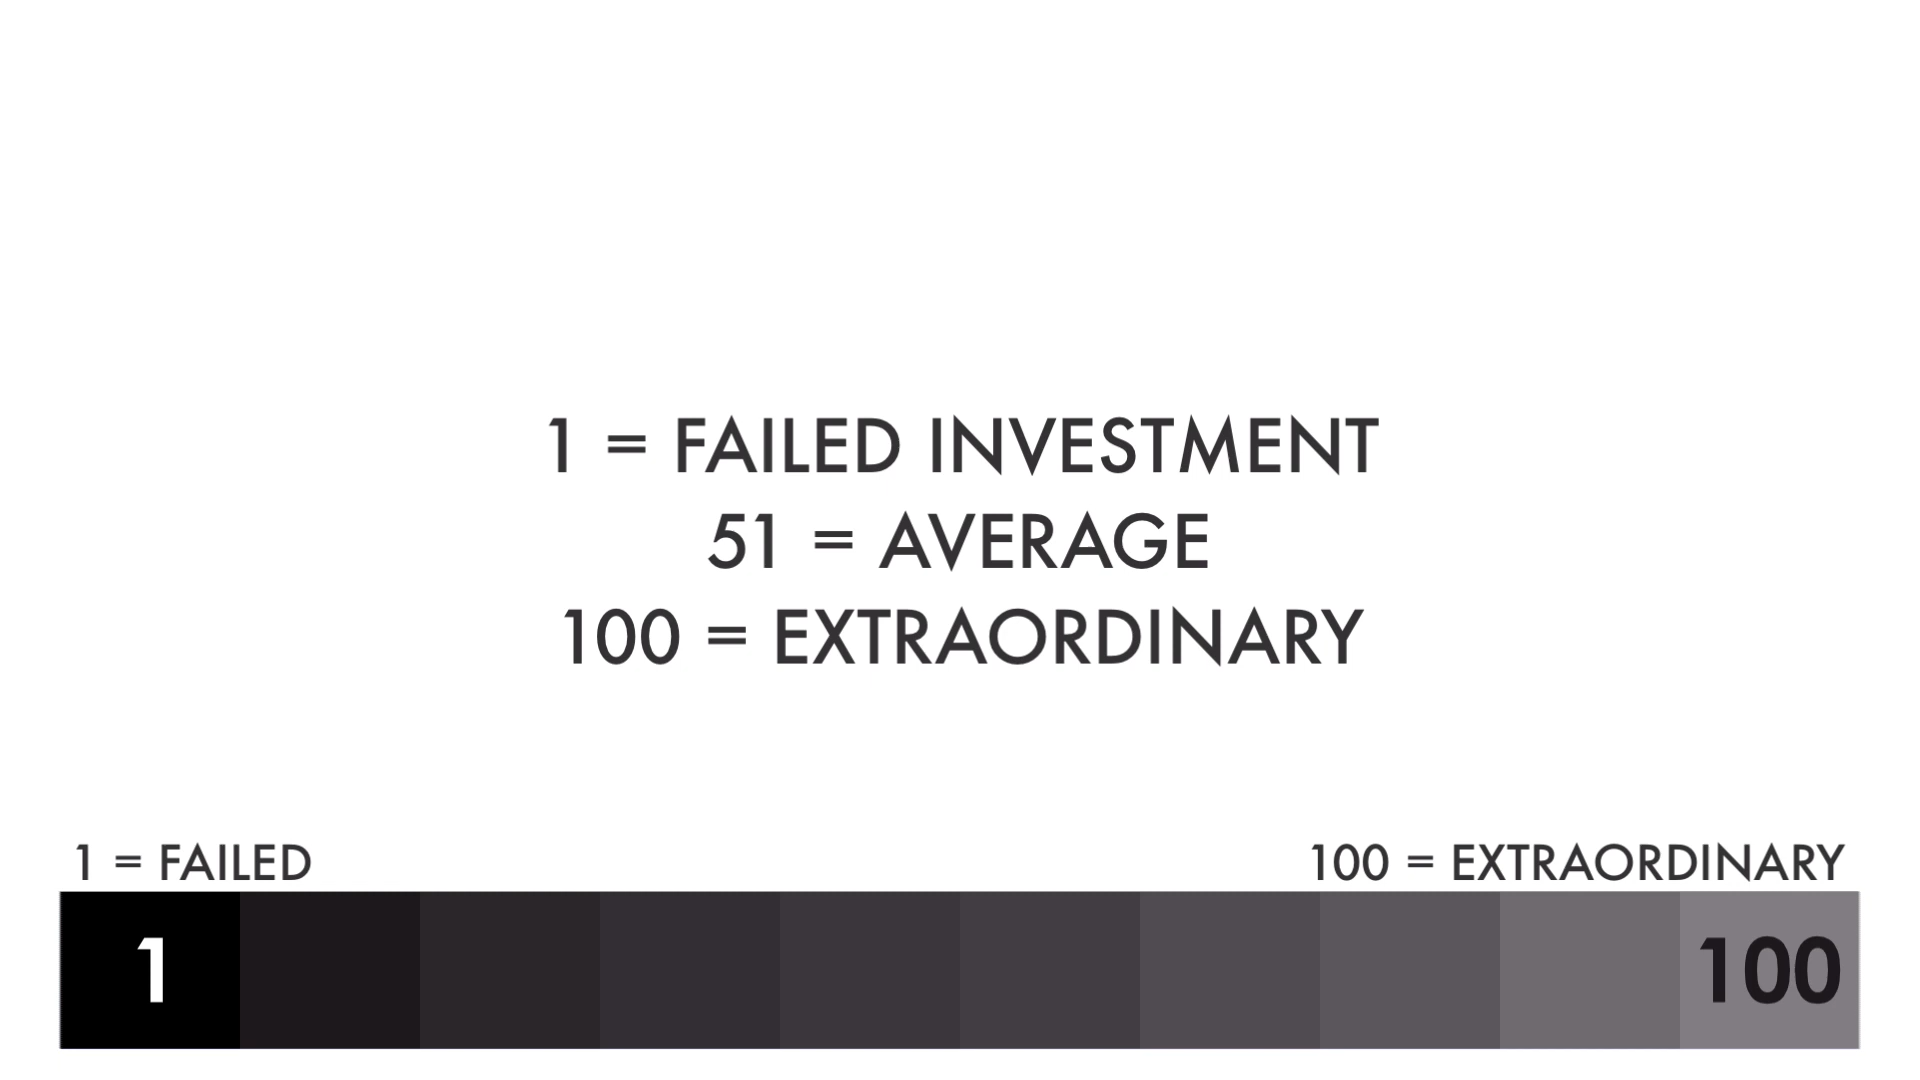 1 = FAILED INVESTMENT
51 = AVERAGE
100 = EXTRAORDINARY
1 = FAILED
100 = EXTRAORDINARY
1
100